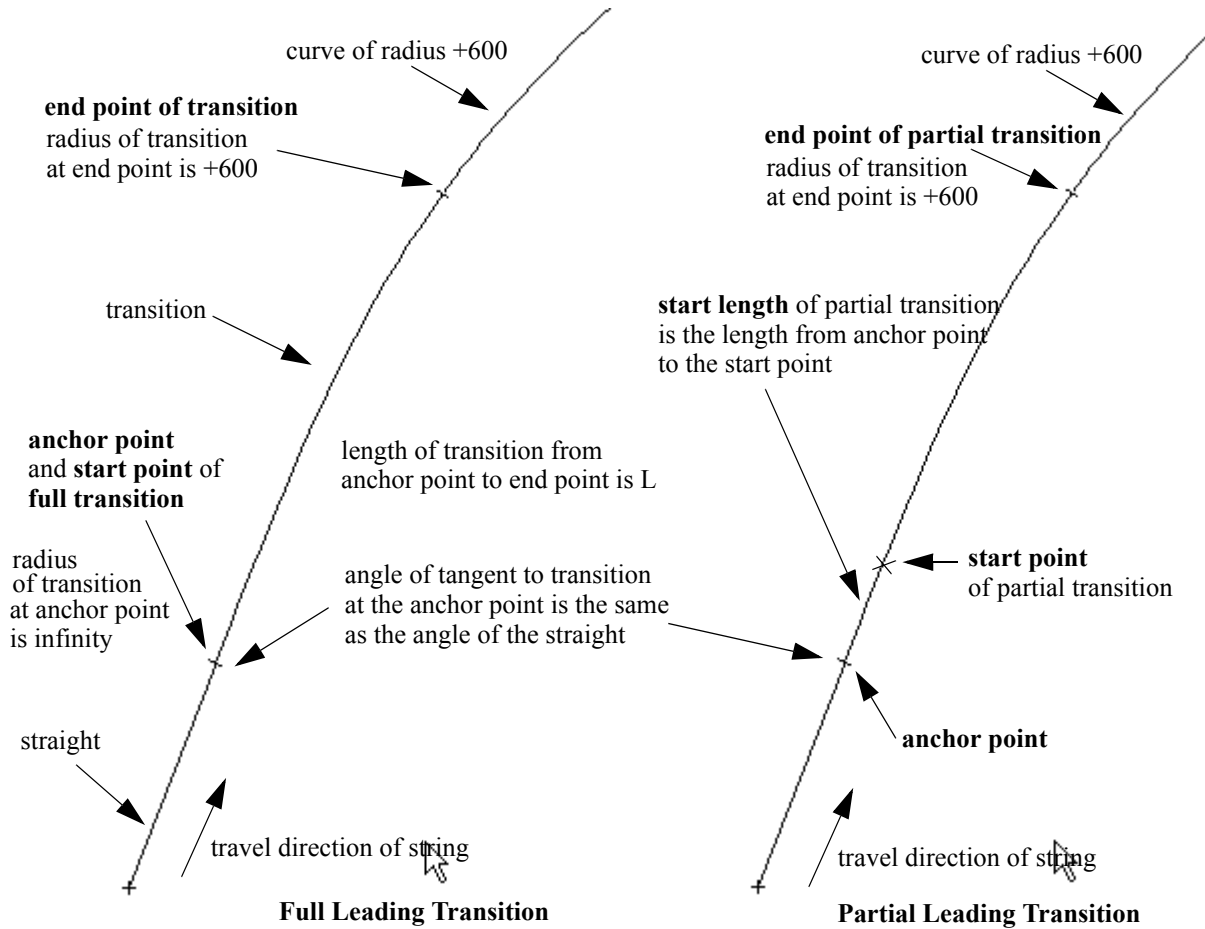 curve of radius +600
end point of transition
radius of transition
at end point is +600
transition
anchor point
and start point of
full transition
length of transition from
anchor point to end point is L
radius
of transition
at anchor point
is infinity
angle of tangent to transition
at the anchor point is the same
as the angle of the straight
straight
travel direction of string
Full Leading Transition
curve of radius +600
end point of partial transition
radius of transition
at end point is +600
start length of partial transition
is the length from anchor point
to the start point
start point
of partial transition
anchor point
travel direction of string
Partial Leading Transition